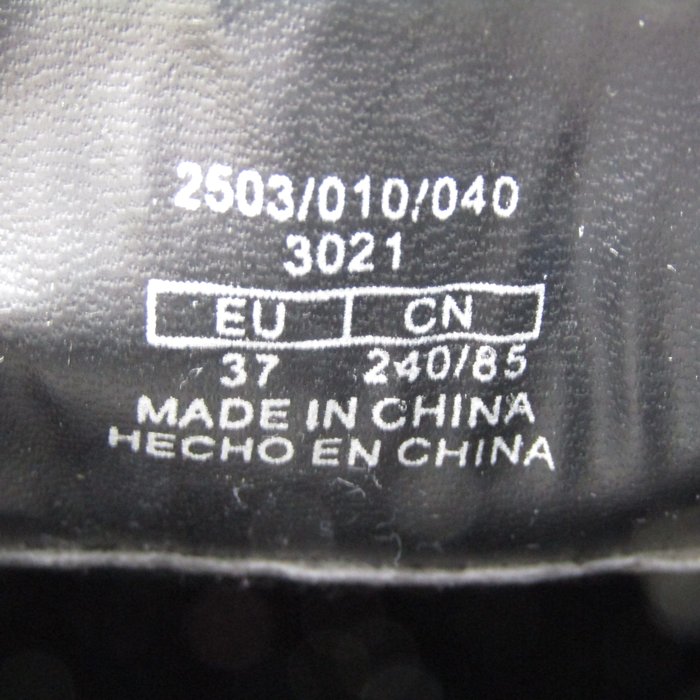 2503/010/040
3021
EU CN
37 240/85
MADE IN CHINA
HECHO EN CHINA